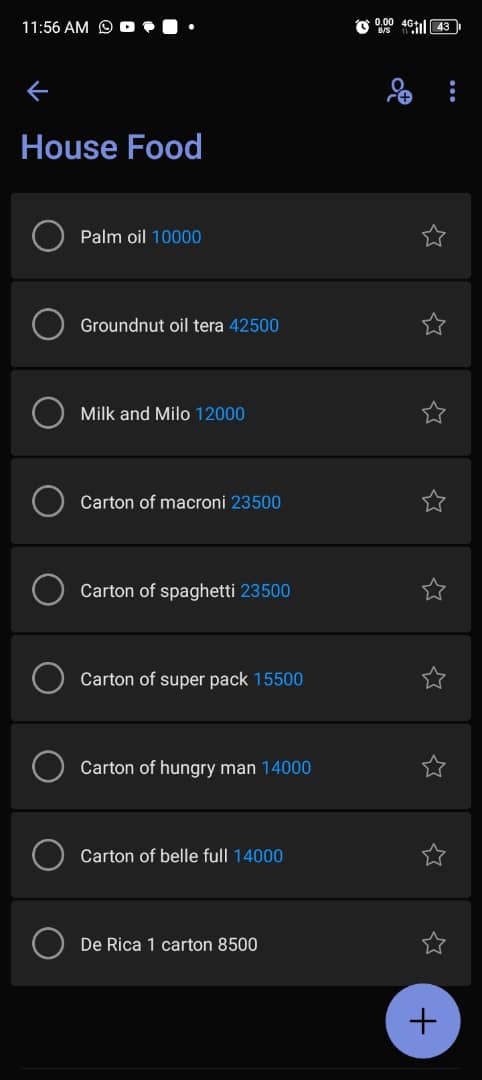 11:56 AM
0.00 B/S 4G 43
House Food
Palm oil 10000
Groundnut oil tera 42500
Milk and Milo 12000
Carton of macroni 23500
Carton of spaghetti 23500
Carton of super pack 15500
Carton of hungry man 14000
Carton of belle full 14000
De Rica 1 carton 8500